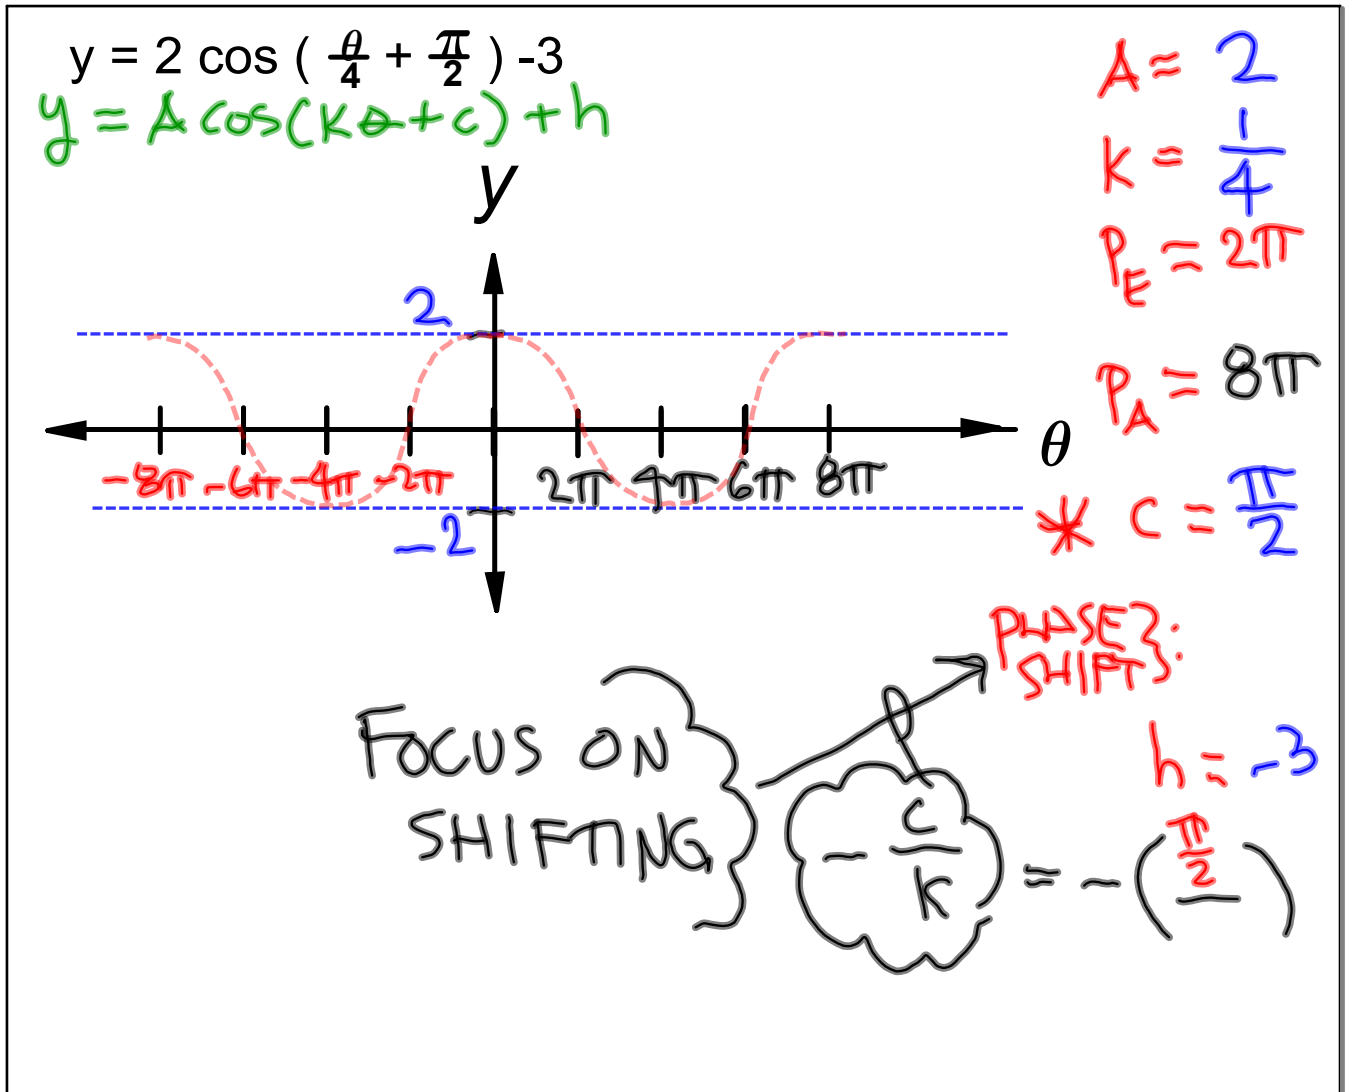 y = 2 cos ( θ/4 + π/2 ) -3
y = A cos(kθ+c)+h
A = 2
k = 1/4
P_E = 2π
P_A = 8π
* c = π/2
y
2
θ
-8π -6π -4π -2π 2π 4π 6π 8π
-2
PHASE
SHIFT } :
h = -3
FOCUS ON
SHIFTING
- c/k = - (π/2 / )